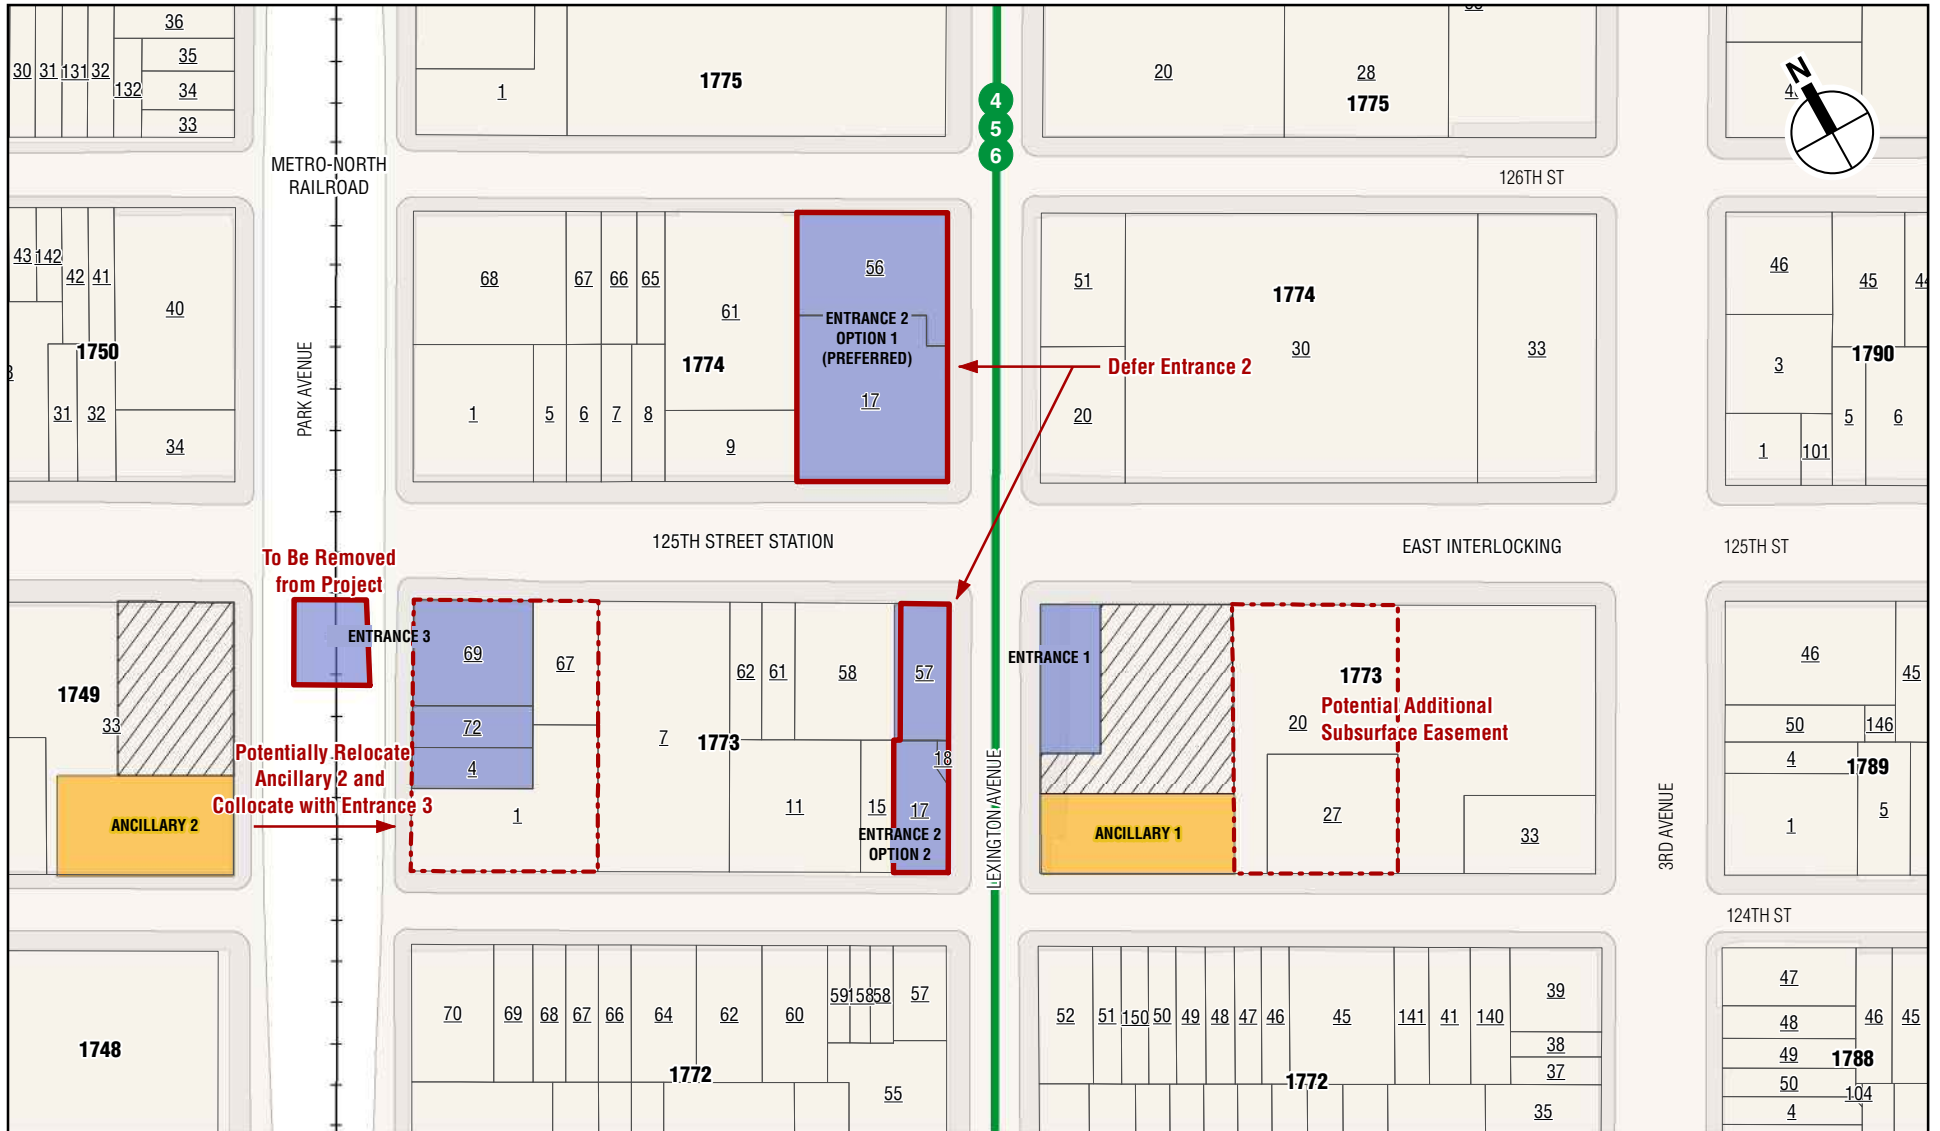 36
35
30 31 131 32
132 34
33
1
1775
4
5
6
20
28
1775
N
METRO-NORTH
RAILROAD
126TH ST
43 142
42 41
40
1750
31 32
34
PARK AVENUE
68
67 66 65
61
1774
1
5 6 7 8
9
56
ENTRANCE 2
OPTION 1
(PREFERRED)
17
Defer Entrance 2
51
20
1774
30
33
46
45
3
1790
5 6
1 101
125TH STREET STATION
EAST INTERLOCKING
125TH ST
To Be Removed
from Project
ENTRANCE 3
1749
33
Potentially Relocate
Ancillary 2 and
Collocate with Entrance 3
ANCILLARY 2
69
67
72
4
1
7
1773
62 61 58
57
11
15
17
18
ENTRANCE 2
OPTION 2
LEXINGTON AVENUE
ENTRANCE 1
ANCILLARY 1
1773
20
Potential Additional
Subsurface Easement
27
33
3RD AVENUE
46
45
50 146
4
1789
1
5
124TH ST
1748
70 69 68 67 66 64 62 60
59 158 58 57
1772
55
52 51 150 50 49 48 47 46 45 141 41 140
39
38
37
1772
35
47
48
49
50
4
46 45
1788
104